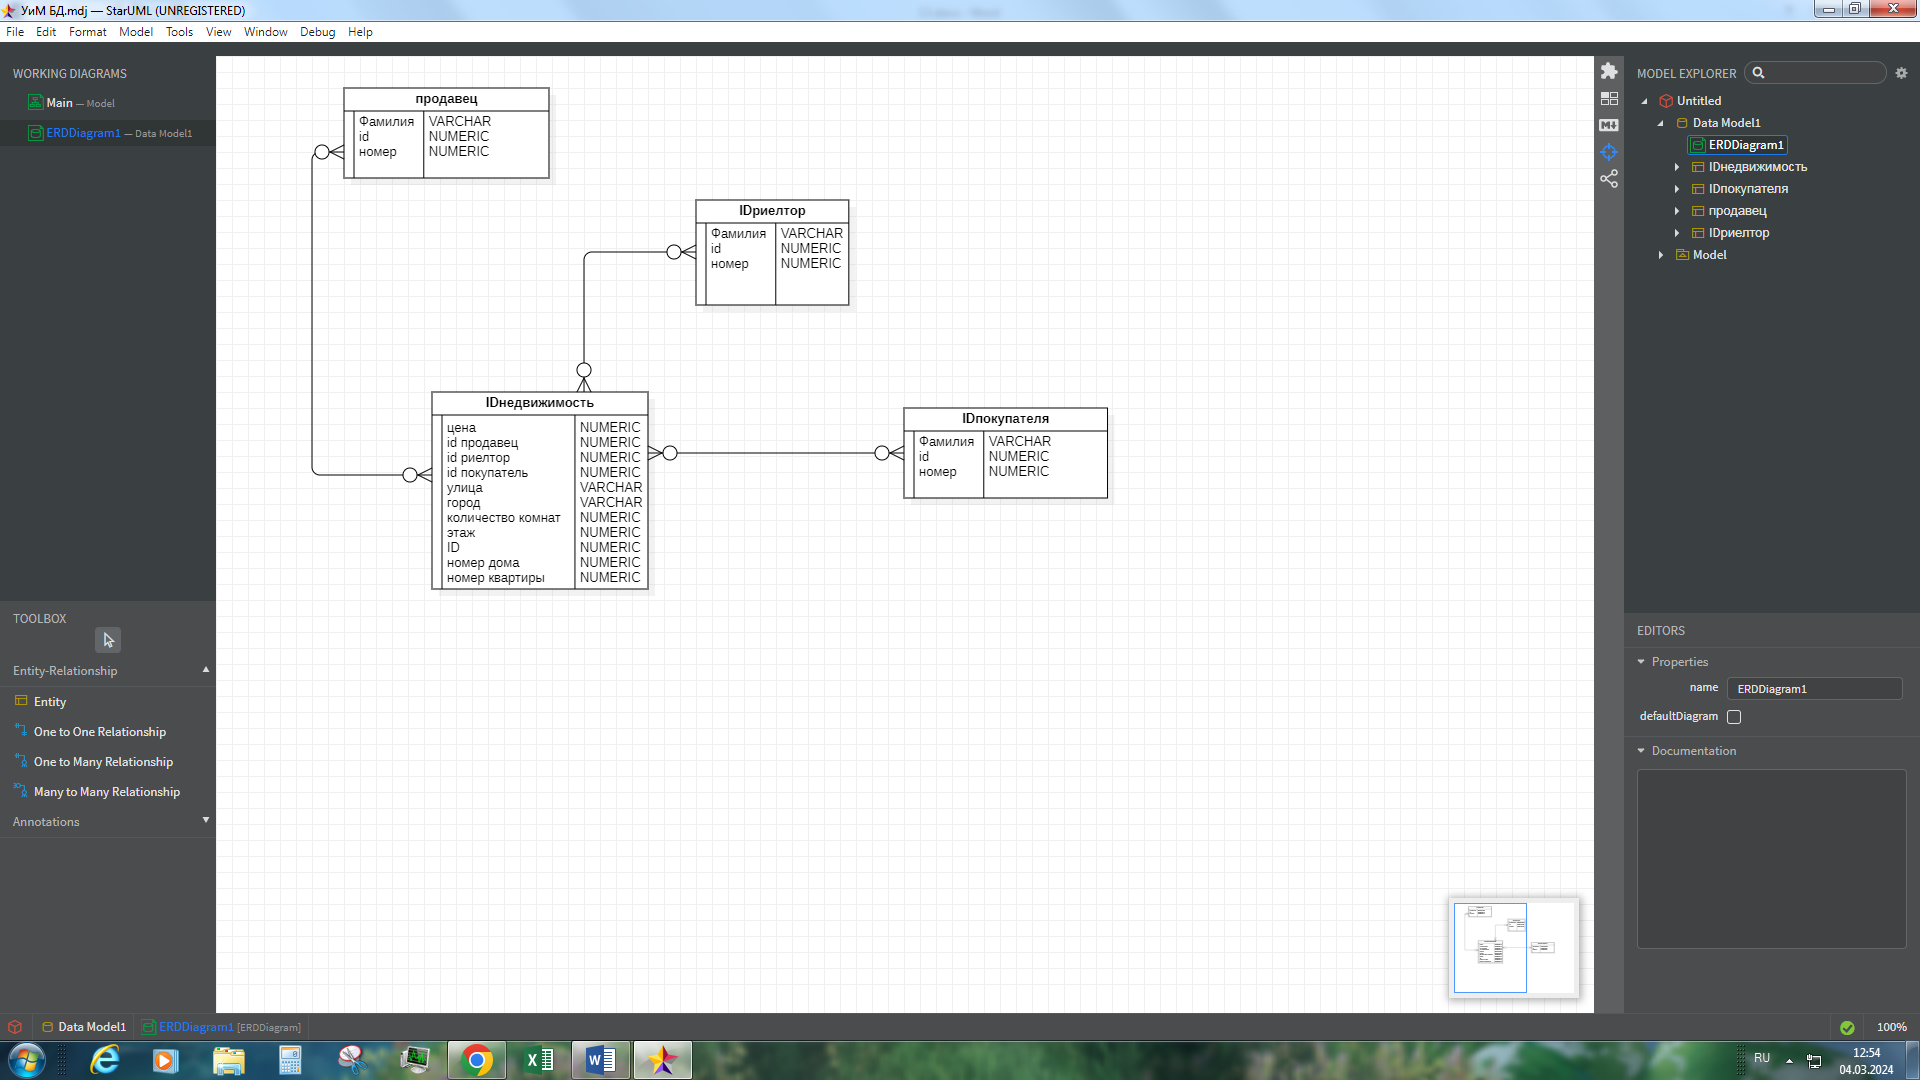 УиМ БД.mdj — StarUML (UNREGISTERED)
File Edit Format Model Tools View Window Debug Help
WORKING DIAGRAMS
Main — Model
ERDDiagram1 — Data Model1
TOOLBOX
Entity-Relationship
Entity
One to One Relationship
One to Many Relationship
Many to Many Relationship
Annotations
продавец
Фамилия VARCHAR
id NUMERIC
номер NUMERIC
IDриелтор
Фамилия VARCHAR
id NUMERIC
номер NUMERIC
IDнедвижимость
цена NUMERIC
id продавец NUMERIC
id риелтор NUMERIC
id покупатель NUMERIC
улица VARCHAR
город VARCHAR
количество комнат NUMERIC
этаж NUMERIC
ID NUMERIC
номер дома NUMERIC
номер квартиры NUMERIC
IDпокупателя
Фамилия VARCHAR
id NUMERIC
номер NUMERIC
MODEL EXPLORER
Untitled
Data Model1
ERDDiagram1
IDнедвижимость
IDпокупателя
продавец
IDриелтор
Model
EDITORS
Properties
name ERDDiagram1
defaultDiagram
Documentation
Data Model1 ERDDiagram1 [ERDDiagram]
100%
RU
12:54
04.03.2024